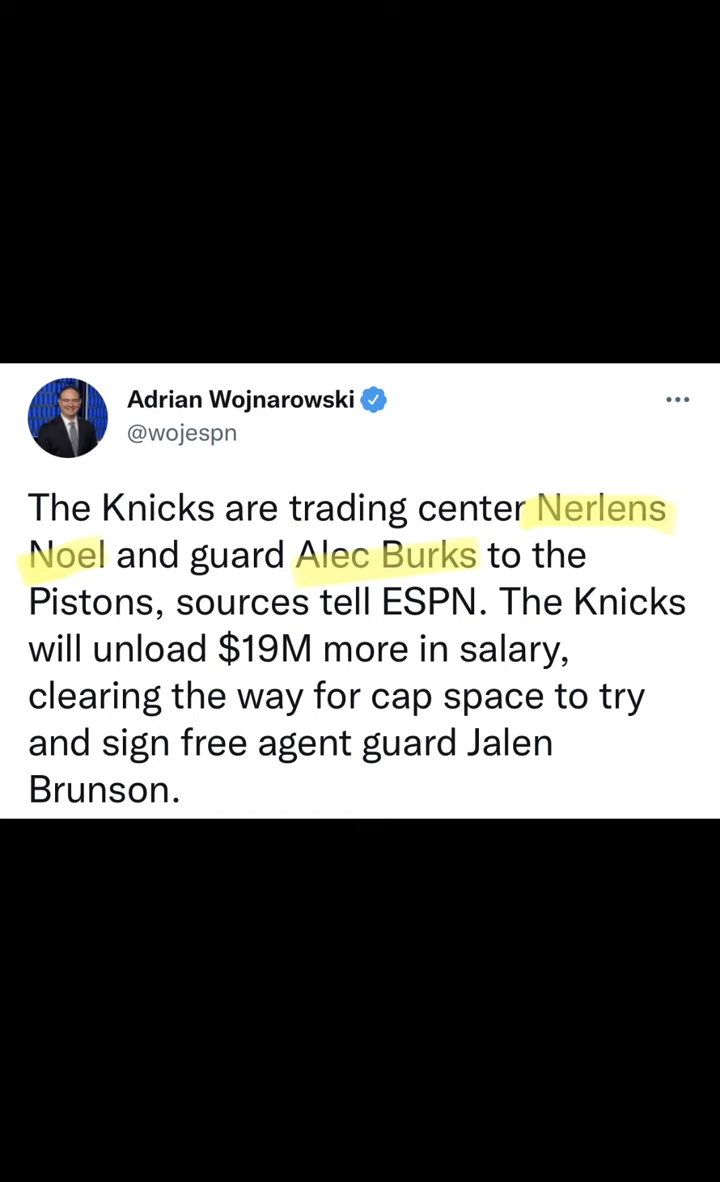 Adrian Wojnarowski
@wojespn
The Knicks are trading center Nerlens
Noel and guard Alec Burks to the
Pistons, sources tell ESPN. The Knicks
will unload $19M more in salary,
clearing the way for cap space to try
and sign free agent guard Jalen
Brunson.